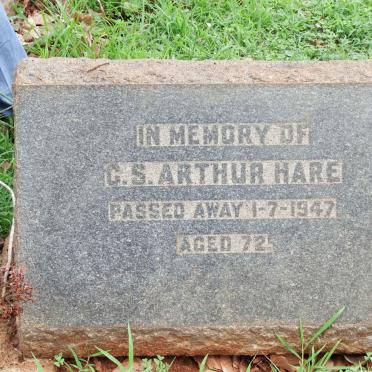 IN MEMORY OF
C.S. ARTHUR HARE
PASSED AWAY 1-7-1947
AGED 72.